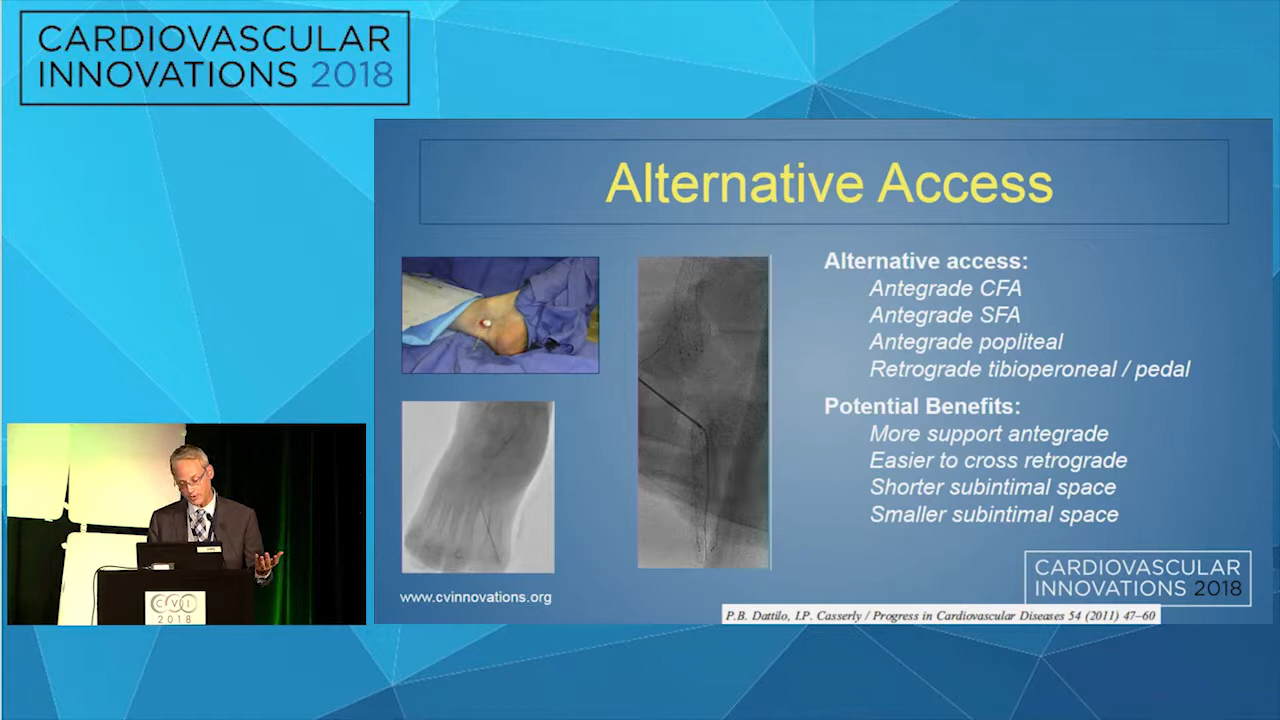 CARDIOVASCULAR
INNOVATIONS 2018
Alternative Access
Alternative access:
Antegrade CFA
Antegrade SFA
Antegrade popliteal
Retrograde tibioperoneal / pedal
Potential Benefits:
More support antegrade
Easier to cross retrograde
Shorter subintimal space
Smaller subintimal space
CARDIOVASCULAR
INNOVATIONS 2018
www.cvinnovations.org
P.B. Dattilo, I.P. Casserly / Progress in Cardiovascular Diseases 54 (2011) 47–60
CVI
2018